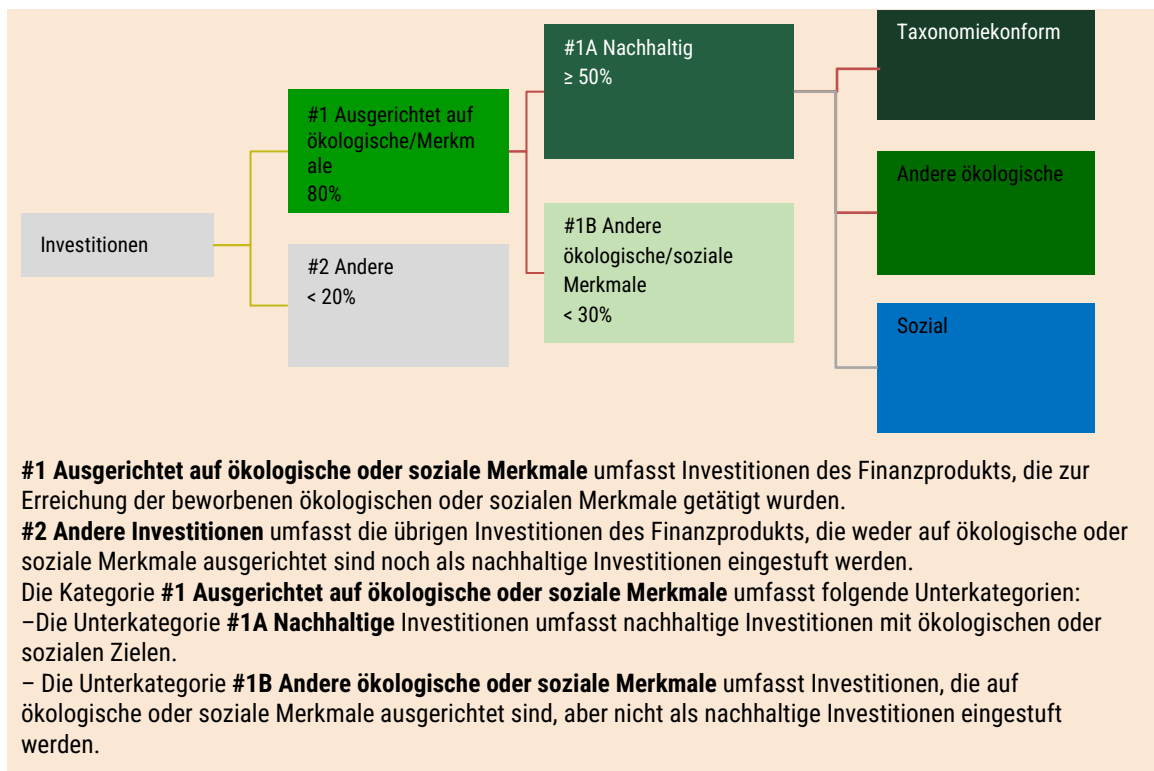 Investitionen
#1 Ausgerichtet auf
ökologische/Merkm
ale
80%
#2 Andere
< 20%
#1A Nachhaltig
≥ 50%
#1B Andere
ökologische/soziale
Merkmale
< 30%
Taxonomiekonform
Andere ökologische
Sozial
#1 Ausgerichtet auf ökologische oder soziale Merkmale umfasst Investitionen des Finanzprodukts, die zur
Erreichung der beworbenen ökologischen oder sozialen Merkmale getätigt wurden.
#2 Andere Investitionen umfasst die übrigen Investitionen des Finanzprodukts, die weder auf ökologische oder
soziale Merkmale ausgerichtet sind noch als nachhaltige Investitionen eingestuft werden.
Die Kategorie #1 Ausgerichtet auf ökologische oder soziale Merkmale umfasst folgende Unterkategorien:
–Die Unterkategorie #1A Nachhaltige Investitionen umfasst nachhaltige Investitionen mit ökologischen oder
sozialen Zielen.
– Die Unterkategorie #1B Andere ökologische oder soziale Merkmale umfasst Investitionen, die auf
ökologische oder soziale Merkmale ausgerichtet sind, aber nicht als nachhaltige Investitionen eingestuft
werden.